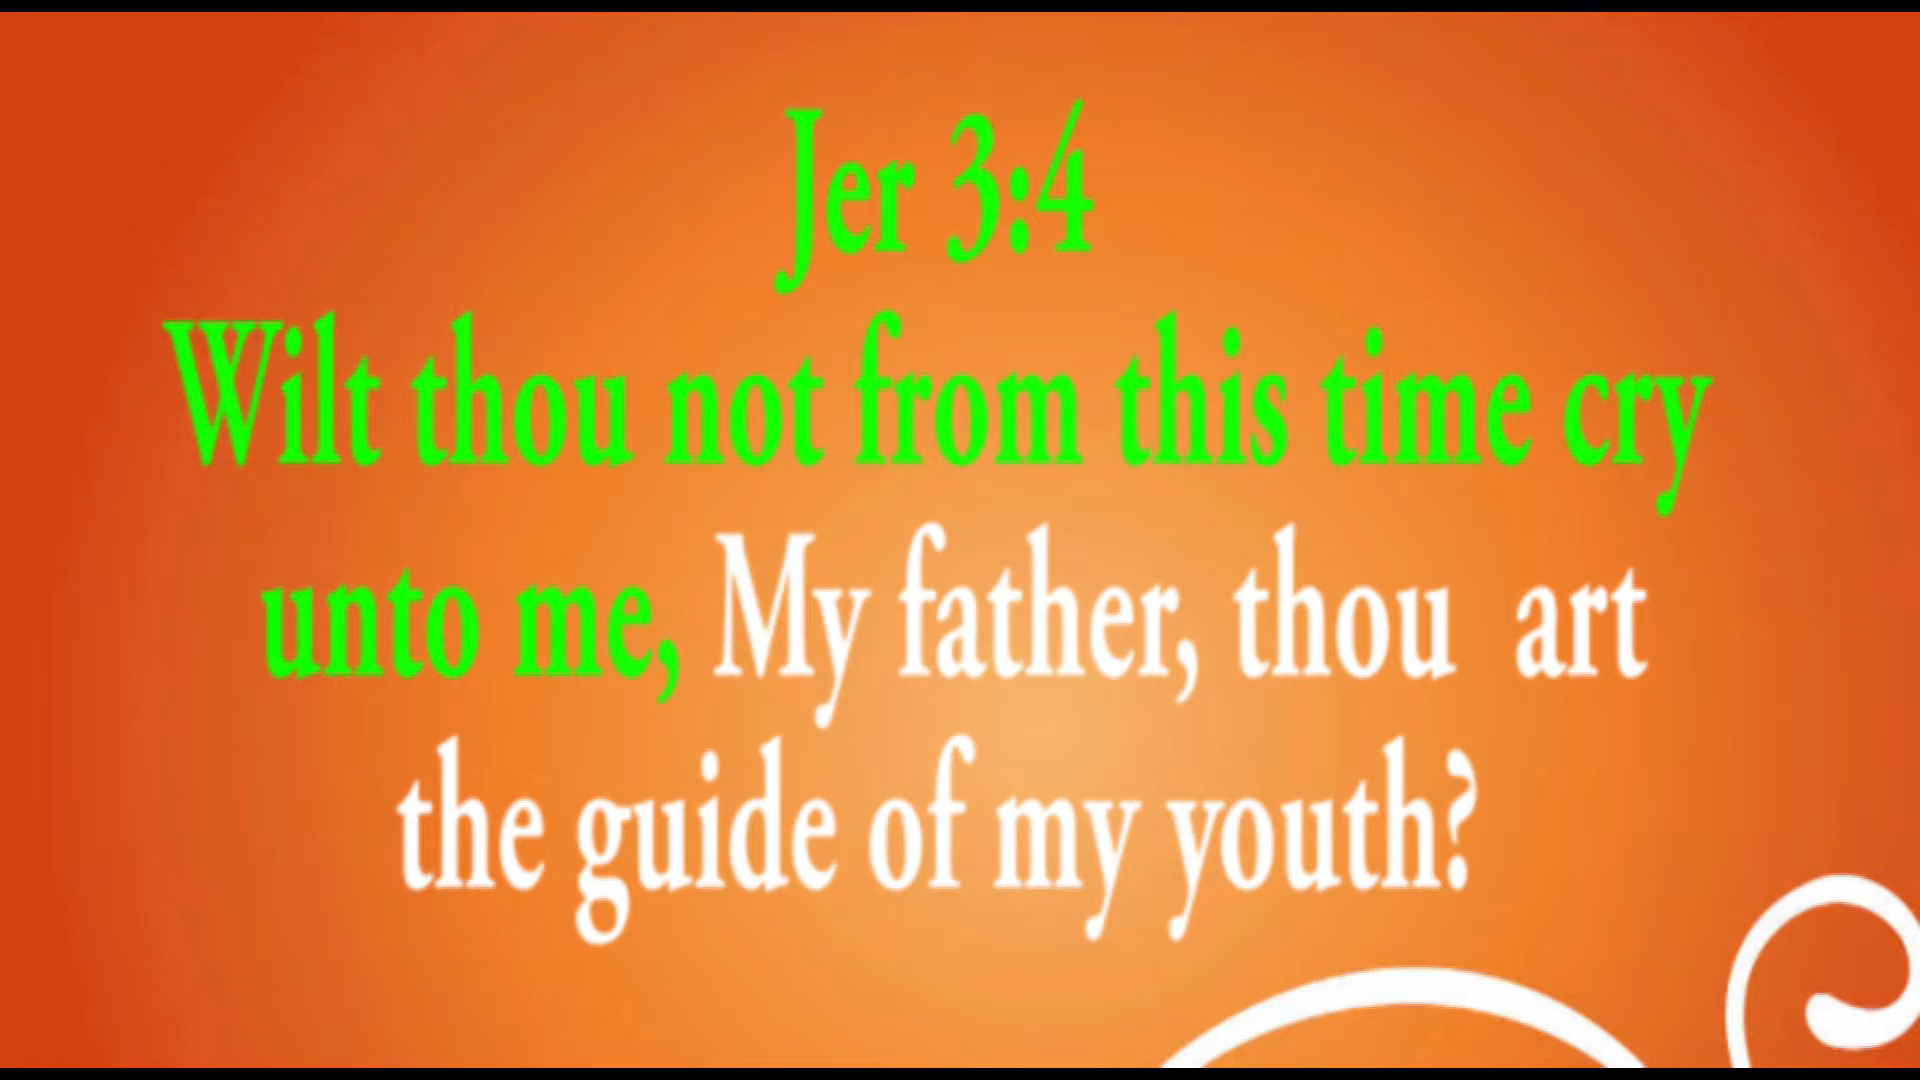 Jer 3:4
Wilt thou not from this time cry
unto me, My father, thou  art
the guide of my youth?